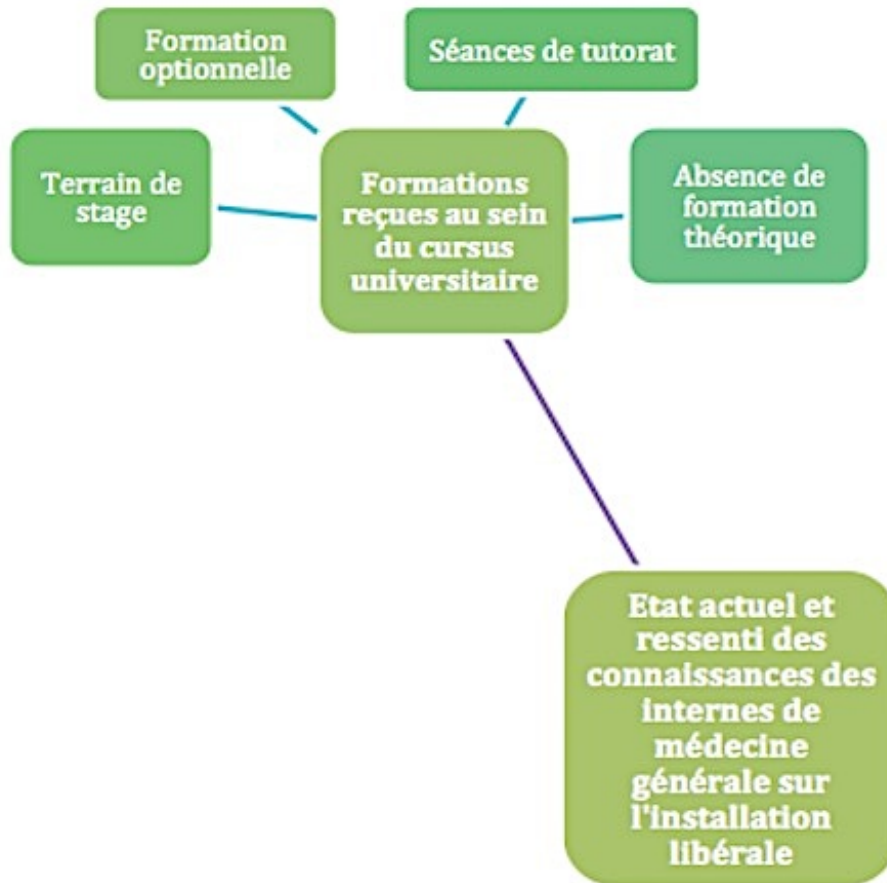 Formation
optionnelle
Séances de tutorat
Terrain de
stage
Formations
reçues au sein
du cursus
universitaire
Absence de
formation
théorique
Etat actuel et
ressenti des
connaissances des
internes de
médecine
générale sur
l'installation
libérale